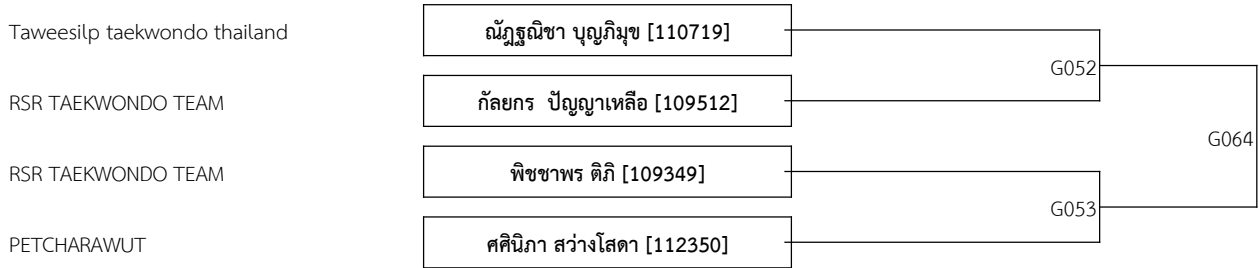 Taweesilp taekwondo thailand
ณัฎฐณิชา บุญภิมุข [110719]
G052
RSR TAEKWONDO TEAM
กัลยกร ปัญญาเหลือ [109512]
G064
RSR TAEKWONDO TEAM
พิชชาพร ติภิ [109349]
G053
PETCHARAWUT
ศศินิภา สว่างโสดา [112350]